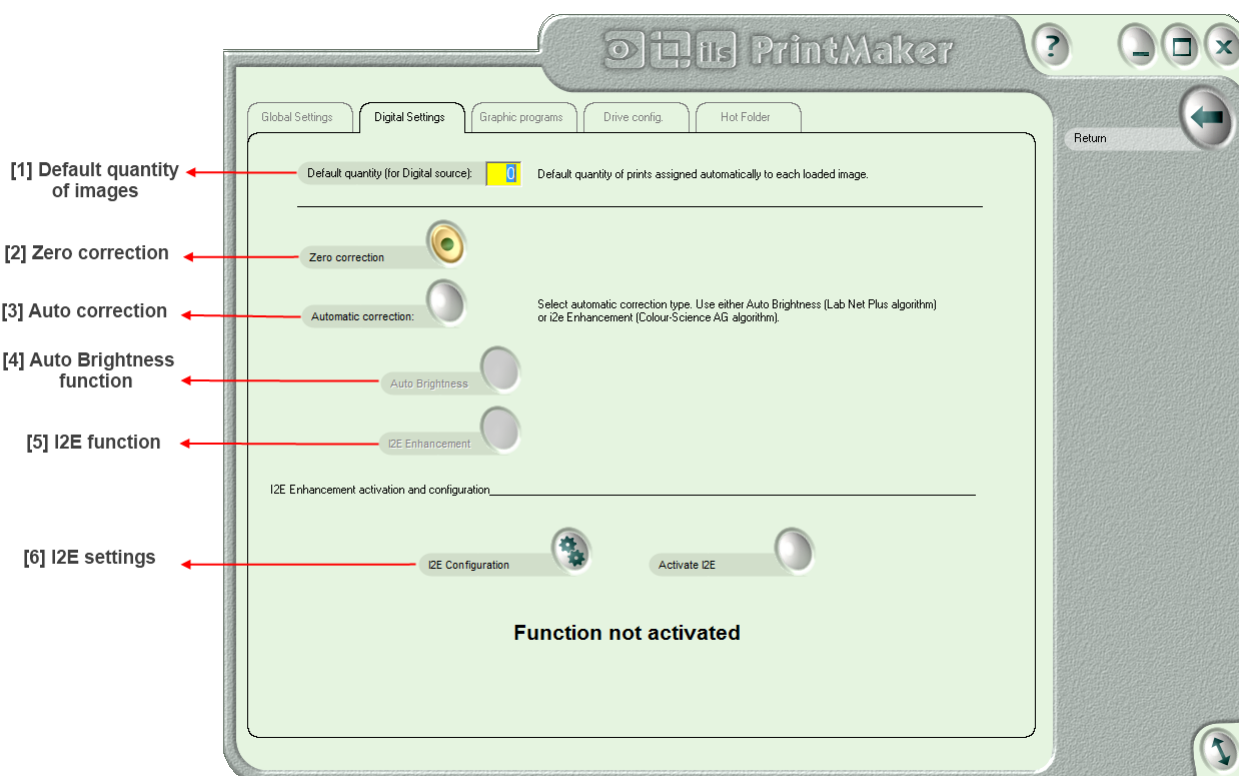 ils PrintMaker
?
Global Settings
Digital Settings
Graphic programs
Drive config.
Hot Folder
Return
[1] Default quantity
of images
Default quantity (for Digital source):
0
Default quantity of prints assigned automatically to each loaded image.
[2] Zero correction
Zero correction
[3] Auto correction
Automatic correction:
Select automatic correction type. Use either Auto Brightness (Lab Net Plus algorithm)
or i2e Enhancement (Colour-Science AG algorithm).
[4] Auto Brightness
function
Auto Brightness
[5] I2E function
I2E Enhancement
I2E Enhancement activation and configuration
[6] I2E settings
I2E Configuration
Activate I2E
Function not activated